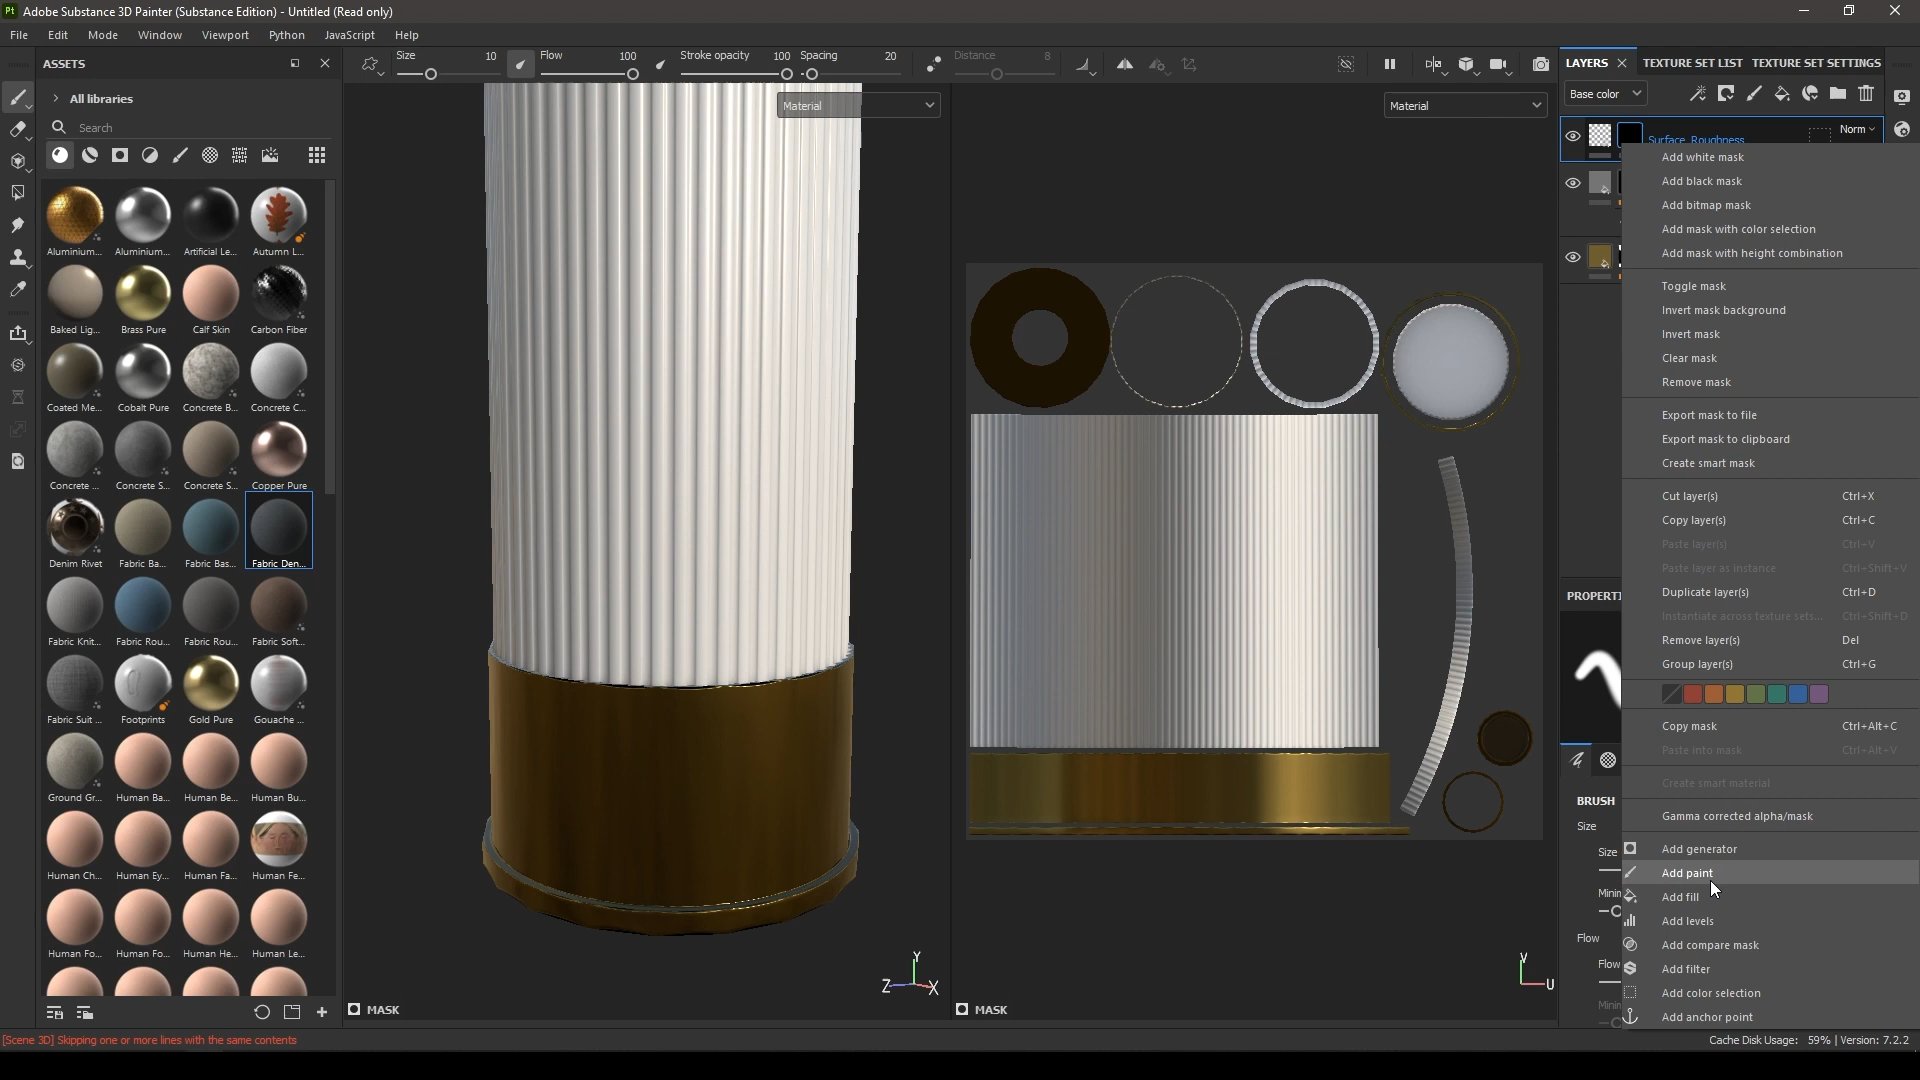 Pt Adobe Substance 3D Painter (Substance Edition) - Untitled (Read only)
File Edit Mode Window Viewport Python JavaScript Help
ASSETS
Size 10 Flow 100 Stroke opacity 100 Spacing 20 Distance 8
LAYERS TEXTURE SET LIST TEXTURE SET SETTINGS
All libraries
Search
Material
Material
Base color
Surface_Roughness Norm
Aluminium... Aluminium... Artificial Le... Autumn L...
Baked Lig... Brass Pure Calf Skin Carbon Fiber
Coated Me... Cobalt Pure Concrete B... Concrete C...
Concrete ... Concrete S... Concrete S... Copper Pure
Denim Rivet Fabric Ba... Fabric Bas... Fabric Den...
Fabric Knit... Fabric Rou... Fabric Rou... Fabric Soft...
Fabric Suit ... Footprints Gold Pure Gouache ...
Ground Gr... Human Ba... Human Be... Human Bu...
Human Ch... Human Ey... Human Fa... Human Fe...
Human Fo... Human Fo... Human He... Human Le...
Add white mask
Add black mask
Add bitmap mask
Add mask with color selection
Add mask with height combination
Toggle mask
Invert mask background
Invert mask
Clear mask
Remove mask
Export mask to file
Export mask to clipboard
Create smart mask
Cut layer(s) Ctrl+X
Copy layer(s) Ctrl+C
Paste layer(s) Ctrl+V
Paste layer as instance Ctrl+Shift+V
Duplicate layer(s) Ctrl+D
Instantiate across texture sets... Ctrl+Shift+D
Remove layer(s) Del
Group layer(s) Ctrl+G
Copy mask Ctrl+Alt+C
Paste into mask Ctrl+Alt+V
Create smart material
Gamma corrected alpha/mask
Add generator
Add paint
Add fill
Add levels
Add compare mask
Add filter
Add color selection
Add anchor point
PROPERTI
BRUSH
Size
Size
Minin
Flow
Flow
Minin
Y
Z X
V
U
MASK
MASK
[Scene 3D] Skipping one or more lines with the same contents
Cache Disk Usage: 59% | Version: 7.2.2